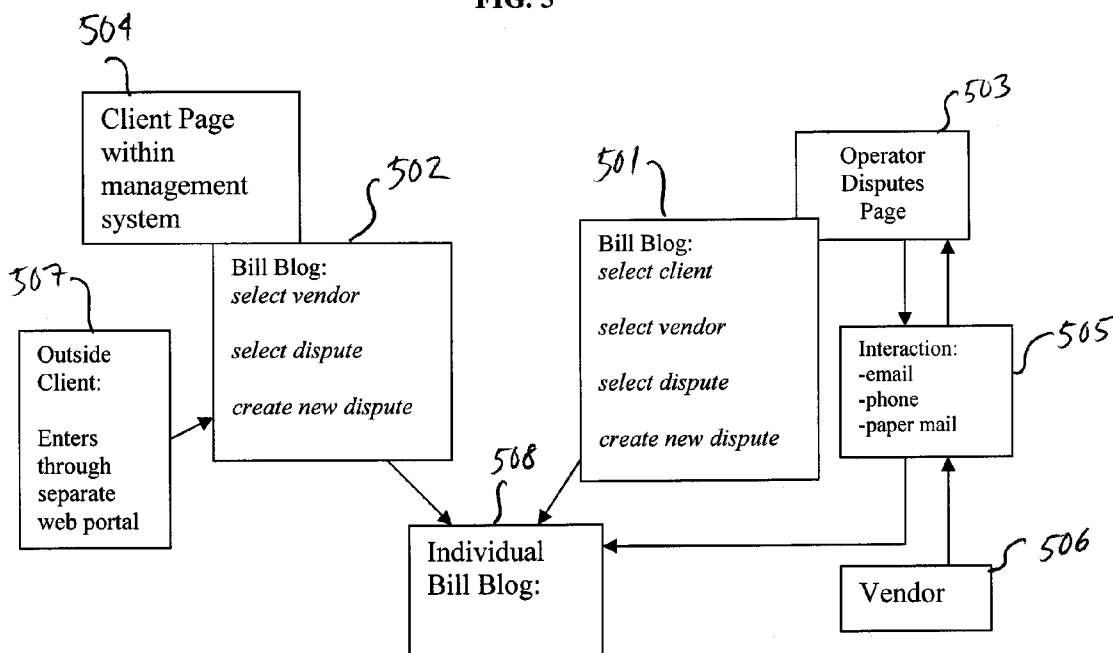 FIG. 5
504
Client Page
within
management
system
502
Bill Blog:
select vendor
select dispute
create new dispute
507
Outside
Client:
Enters
through
separate
web portal
501
Bill Blog:
select client
select vendor
select dispute
create new dispute
503
Operator
Disputes
Page
505
Interaction:
-email
-phone
-paper mail
506
Vendor
508
Individual
Bill Blog: